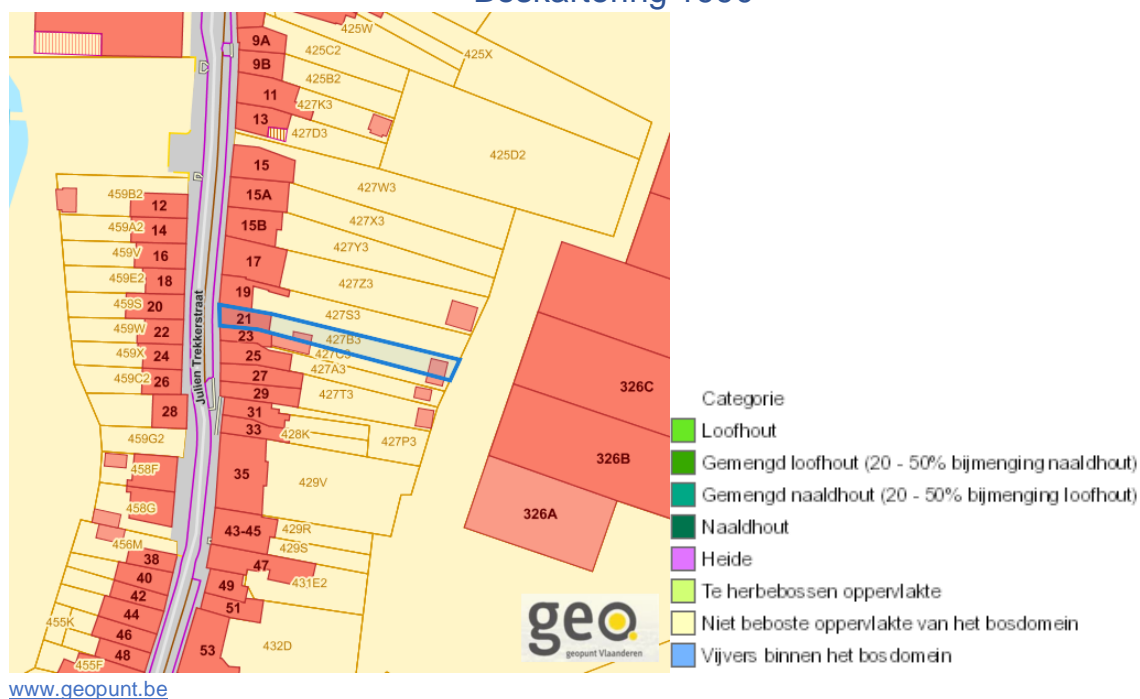 425W
9A
425X
425C2
9B
425B2
11
427K3
13
427D3
425D2
15
427W3
459B2
12
15A
427X3
459A2
14
15B
427Y3
459V
16
17
459E2
18
427Z3
19
459S
20
427S3
21
459W
22
23
427B3
Julien Trekkerstraat
459X
24
25
427C3
427A3
459C2
26
27
427T3
326C
29
28
31
33
428K
427P3
459G2
326B
458F
35
429V
458G
326A
43-45
429R
456M
429S
38
47
40
49
431E2
42
51
44
455K
46
53
432D
48
455F
geo
geopunt Vlaanderen
Categorie
Loofhout
Gemengd loofhout (20 - 50% bijmenging naaldhout)
Gemengd naaldhout (20 - 50% bijmenging loofhout)
Naaldhout
Heide
Te herbebossen oppervlakte
Niet beboste oppervlakte van het bosdomein
Vijvers binnen het bosdomein
www.geopunt.be